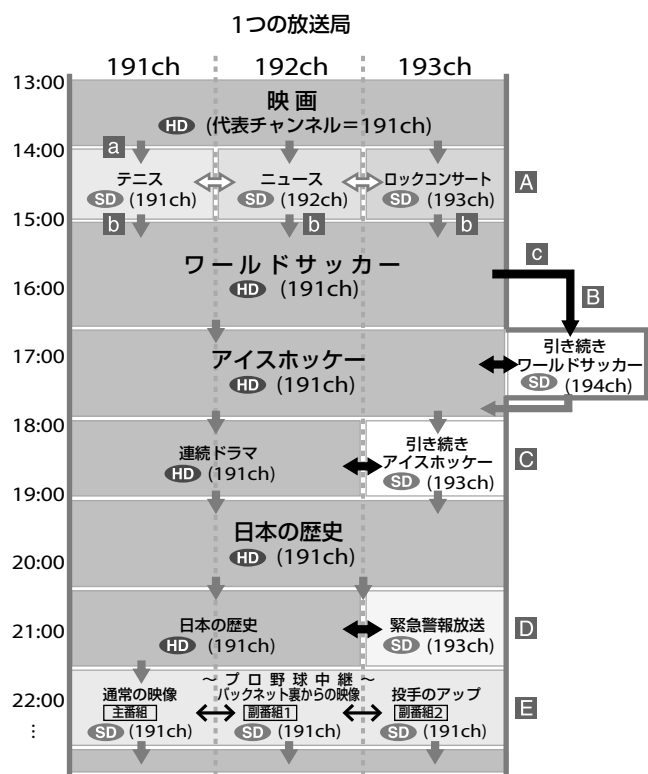 1つの放送局
191ch 192ch 193ch
13:00
映画
HD (代表チャンネル＝191ch)
14:00
a
テニス ニュース ロックコンサート
A
SD (191ch) SD (192ch) SD (193ch)
15:00
b b b
ワールドサッカー
c
HD (191ch)
16:00
B
引き続き
17:00
アイスホッケー
ワールドサッカー
HD (191ch)
SD (194ch)
18:00
連続ドラマ
HD (191ch)
引き続き
アイスホッケー
SD (193ch)
C
19:00
日本の歴史
HD (191ch)
20:00
21:00
日本の歴史
HD (191ch)
緊急警報放送
SD (193ch)
D
～プロ野球中継～
22:00
通常の映像 バックネット裏からの映像 投手のアップ
主番組 副番組1 副番組2
E
SD (191ch) SD (191ch) SD (191ch)
⋮